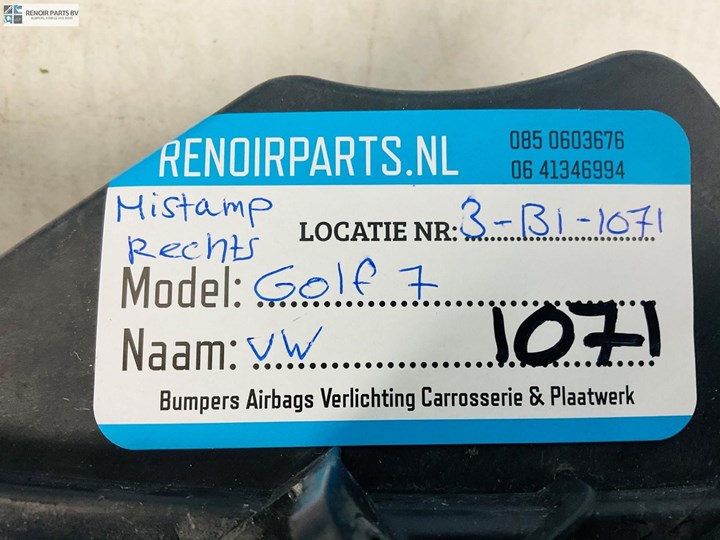 RENOIR PARTS BV
RENOIRPARTS.NL
085 0603676
06 41346994
Mistamp
Rechts
LOCATIE NR: 3-B1-1071
Model: Golf 7
Naam: VW
1071
Bumpers Airbags Verlichting Carrosserie & Plaatwerk